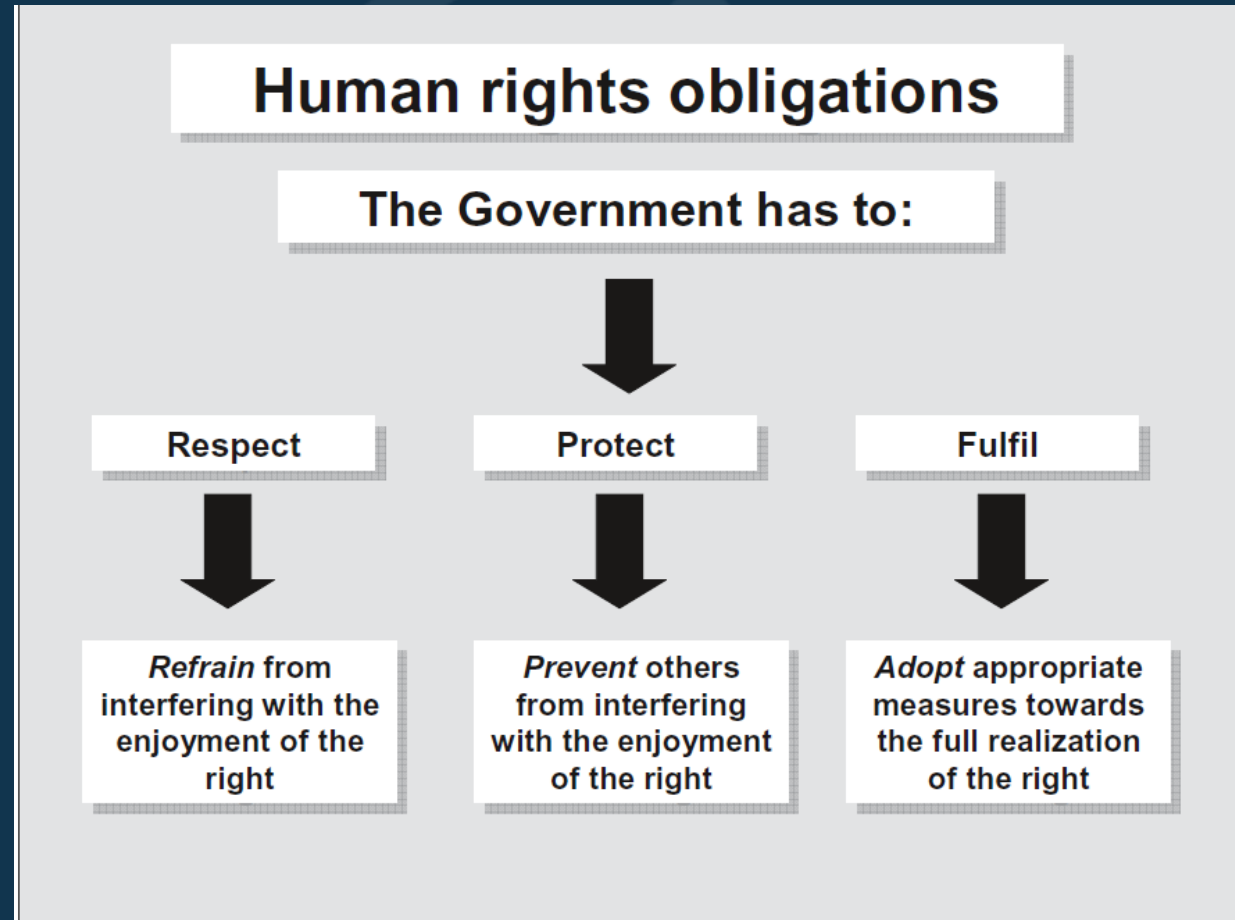 Human rights obligations
The Government has to:
Respect
Protect
Fulfil
Refrain from
interfering with the
enjoyment of the
right
Prevent others
from interfering
with the enjoyment
of the right
Adopt appropriate
measures towards
the full realization
of the right